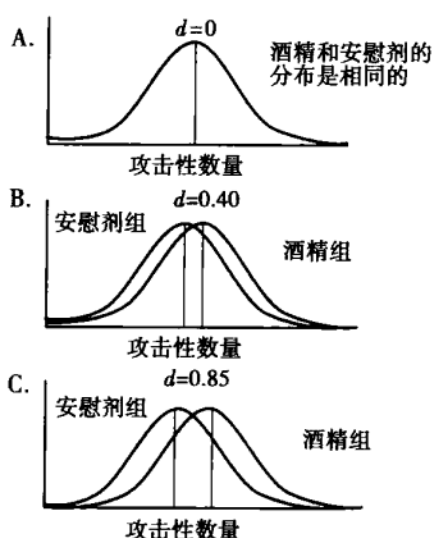 A.
d=0
酒精和安慰剂的
分布是相同的
攻击性数量
B.
d=0.40
安慰剂组
酒精组
攻击性数量
C.
d=0.85
安慰剂组
酒精组
攻击性数量